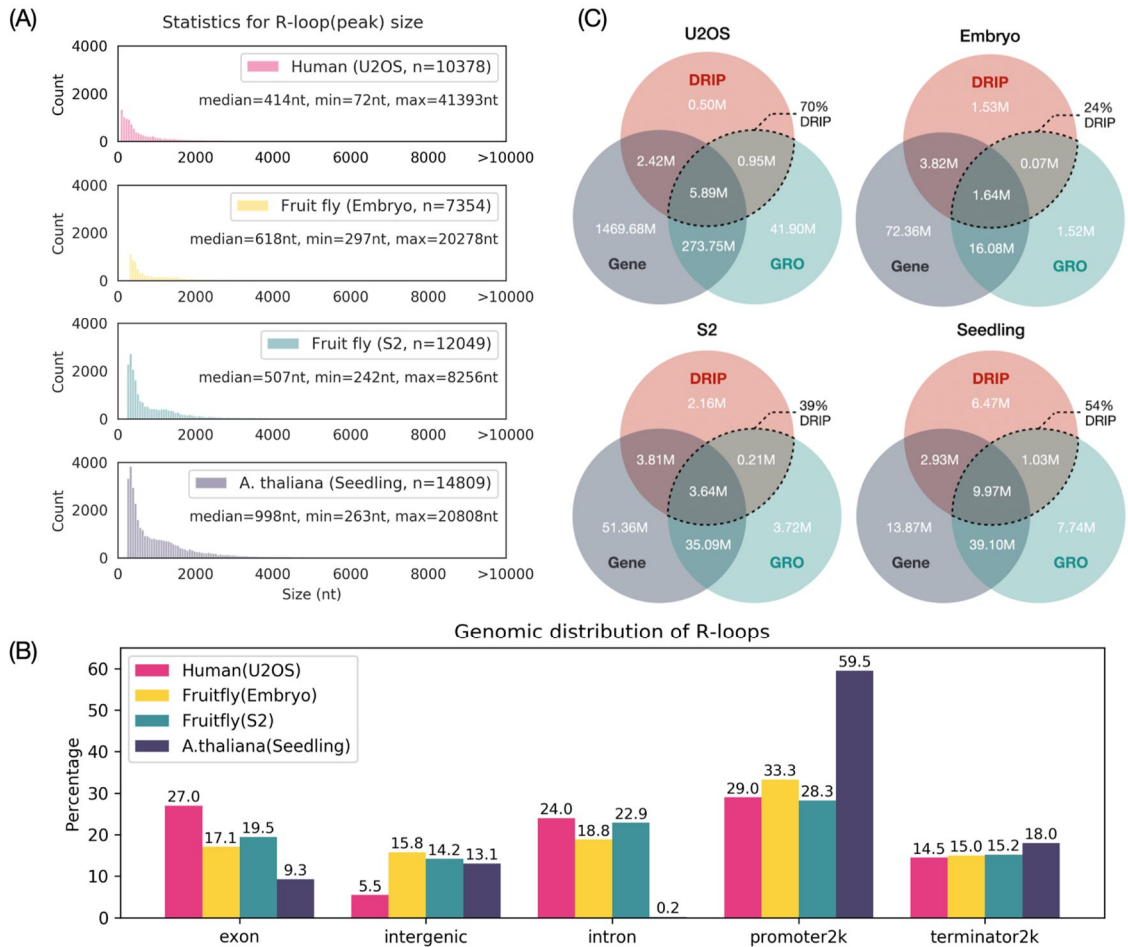 (A)
Statistics for R-loop(peak) size
4000
2000
0
Count
Human (U2OS, n=10378)
median=414nt, min=72nt, max=41393nt
0 2000 4000 6000 8000 >10000
4000
2000
0
Count
Fruit fly (Embryo, n=7354)
median=618nt, min=297nt, max=20278nt
0 2000 4000 6000 8000 >10000
4000
2000
0
Count
Fruit fly (S2, n=12049)
median=507nt, min=242nt, max=8256nt
0 2000 4000 6000 8000 >10000
4000
2000
0
Count
A. thaliana (Seedling, n=14809)
median=998nt, min=263nt, max=20808nt
0 2000 4000 6000 8000 >10000
Size (nt)
(C)
U2OS
DRIP
0.50M
70%
DRIP
2.42M
0.95M
5.89M
1469.68M
273.75M
41.90M
Gene
GRO
Embryo
DRIP
1.53M
24%
DRIP
3.82M
0.07M
1.64M
72.36M
16.08M
1.52M
Gene
GRO
S2
DRIP
2.16M
39%
DRIP
3.81M
0.21M
3.64M
51.36M
35.09M
3.72M
Gene
GRO
Seedling
DRIP
6.47M
54%
DRIP
2.93M
1.03M
9.97M
13.87M
39.10M
7.74M
Gene
GRO
(B)
Genomic distribution of R-loops
Percentage
60
50
40
30
20
10
0
Human(U2OS)
Fruitfly(Embryo)
Fruitfly(S2)
A.thaliana(Seedling)
27.0 17.1 19.5 9.3
5.5 15.8 14.2 13.1
24.0 18.8 22.9 0.2
29.0 33.3 28.3 59.5
14.5 15.0 15.2 18.0
exon intergenic intron promoter2k terminator2k